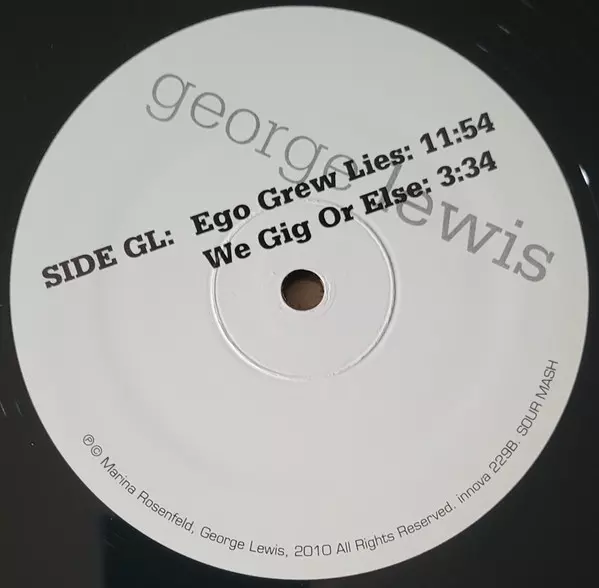 george lewis
SIDE GL: Ego Grew Lies: 11:54
We Gig Or Else: 3:34
℗© Marina Rosenfeld, George Lewis, 2010 All Rights Reserved. innova 229B. SOUR MASH